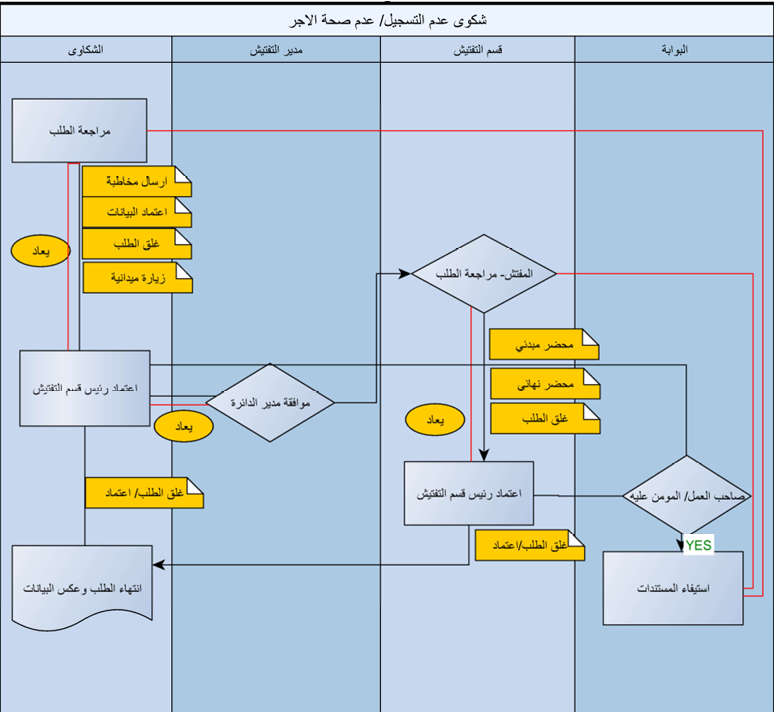 شكوى عدم التسجيل/ عدم صحة الاجر
البوابة
قسم التفتيش
مدير التفتيش
الشكاوى
مراجعة الطلب
ارسال مخاطبة
اعتماد البيانات
غلق الطلب
زيارة ميدانية
يعاد
المفتش- مراجعة الطلب
محضر مبدئي
محضر نهائي
غلق الطلب
يعاد
اعتماد رئيس قسم التفتيش
موافقة مدير الدائرة
يعاد
صاحب العمل/ المومن عليه
YES
اعتماد رئيس قسم التفتيش
غلق الطلب/ اعتماد
غلق الطلب/اعتماد
استيفاء المستندات
انتهاء الطلب وعكس البيانات